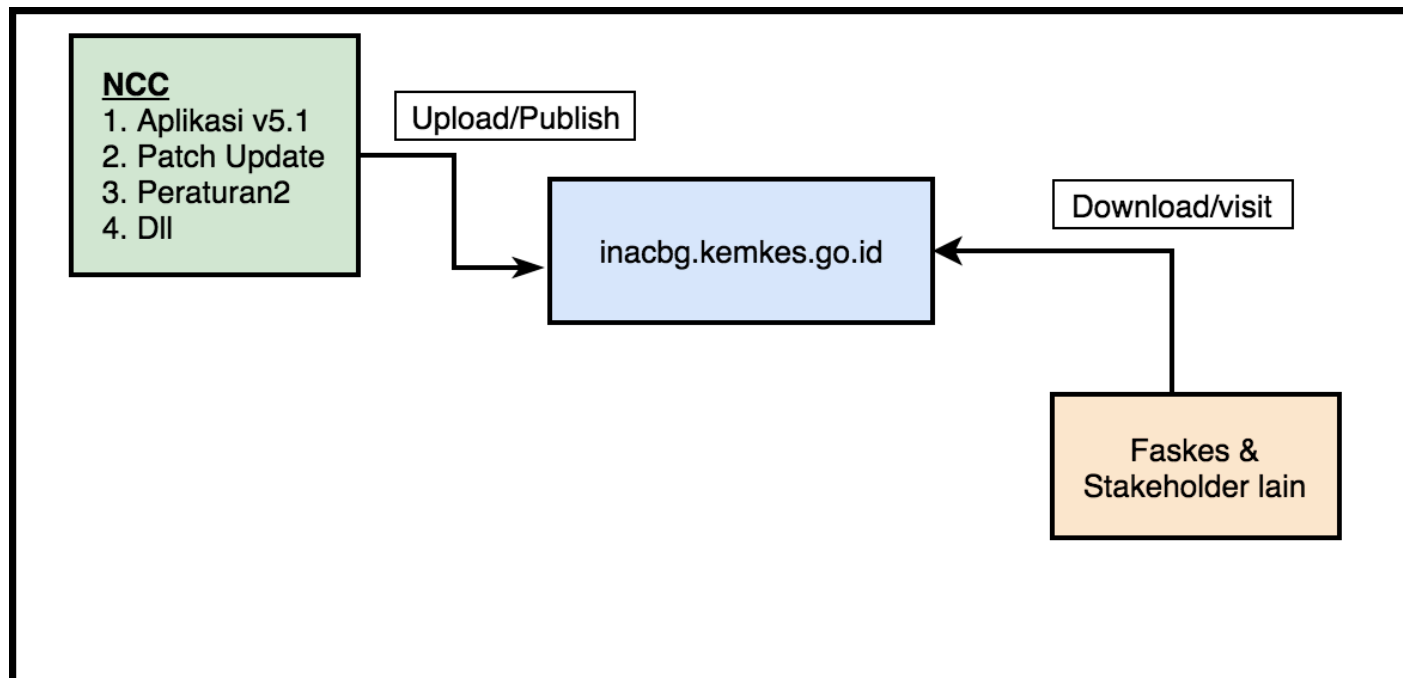 NCC
1. Aplikasi v5.1
2. Patch Update
3. Peraturan2
4. Dll
Upload/Publish
inacbg.kemkes.go.id
Download/visit
Faskes &
Stakeholder lain